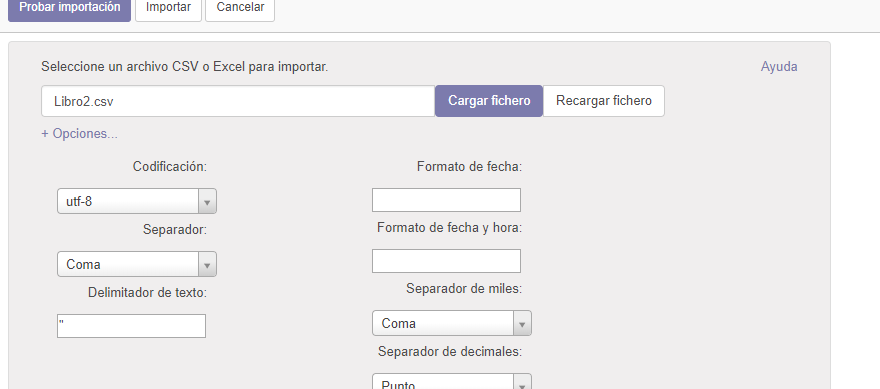 Probar importación Importar Cancelar
Seleccione un archivo CSV o Excel para importar. Ayuda
Libro2.csv Cargar fichero Recargar fichero
+ Opciones...
Codificación: Formato de fecha:
utf-8
Separador: Formato de fecha y hora:
Coma
Delimitador de texto: Separador de miles:
" Coma
Separador de decimales:
Punto